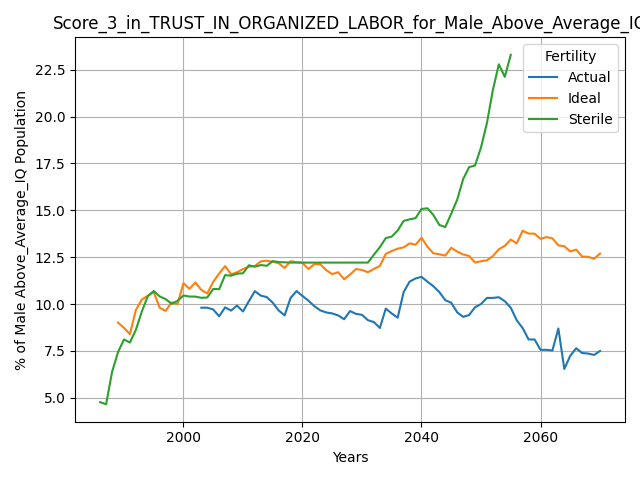 Score_3_in_TRUST_IN_ORGANIZED_LABOR_for_Male_Above_Average_IQ
% of Male Above_Average_IQ Population
22.5
20.0
17.5
15.0
12.5
10.0
7.5
5.0
Fertility
Actual
Ideal
Sterile
2000
2020
2040
2060
Years